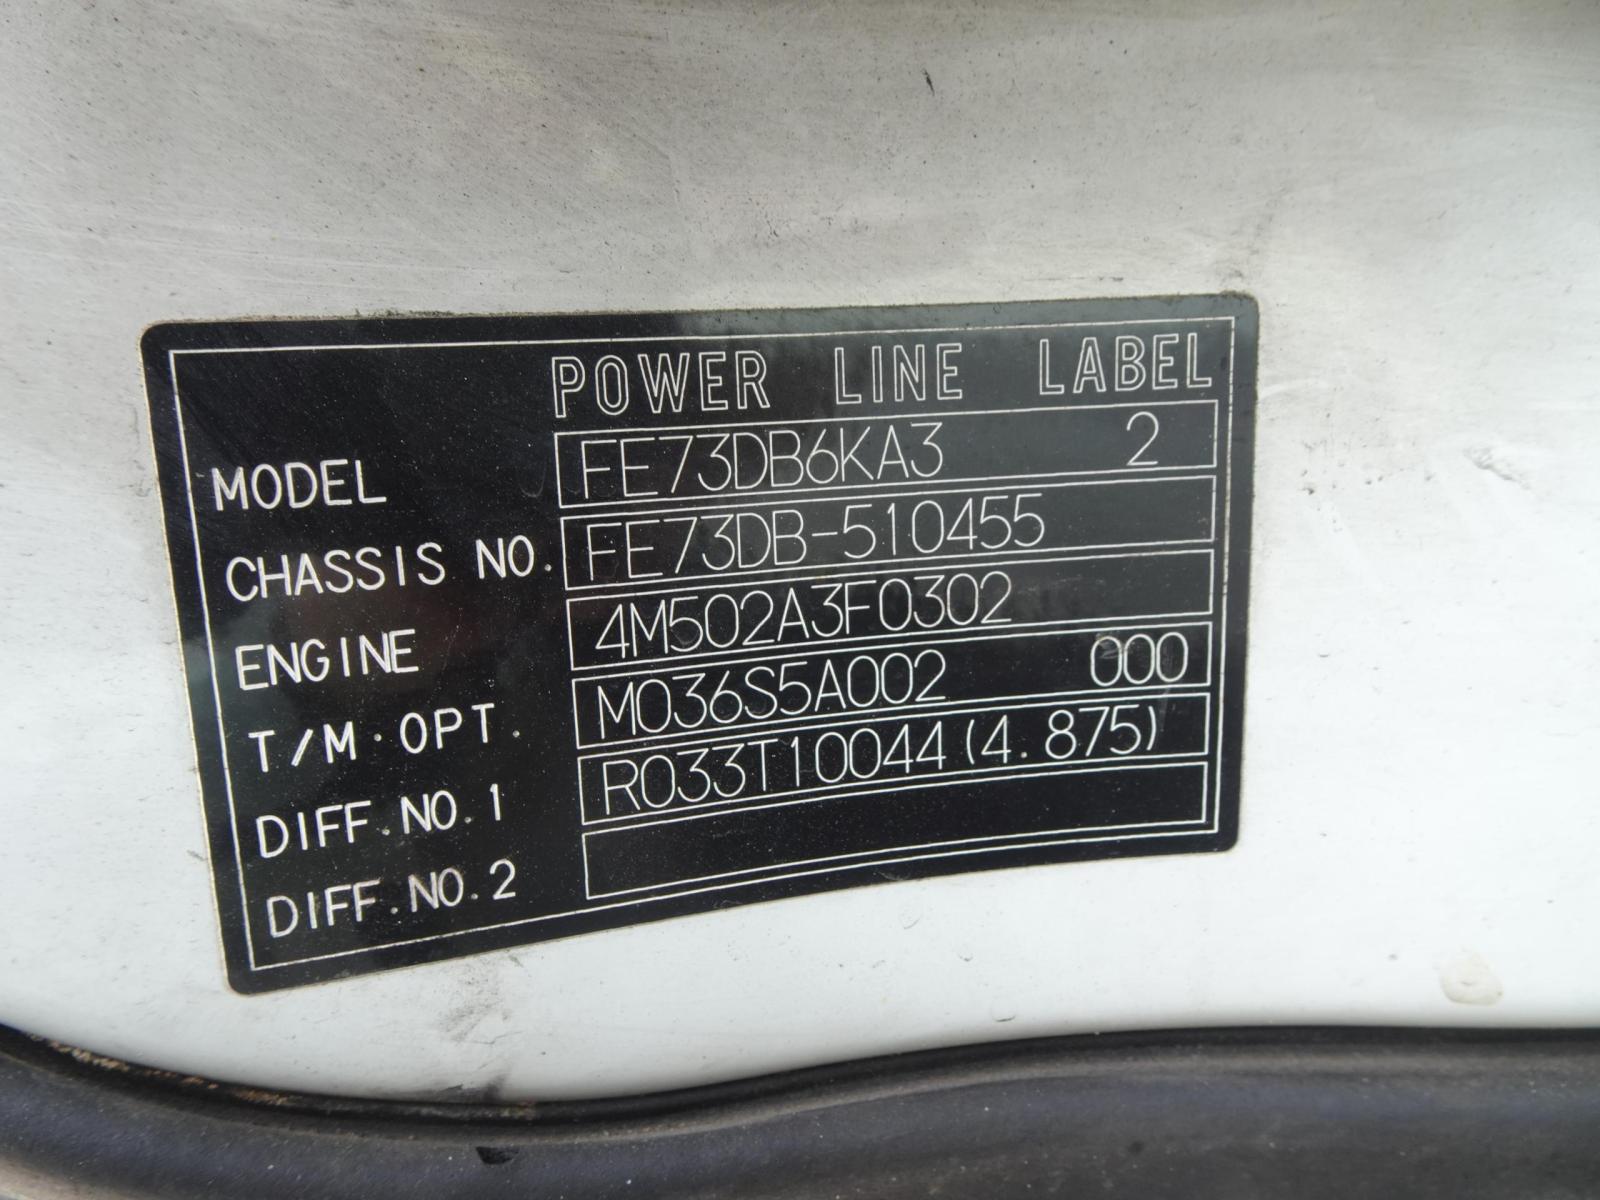 POWER LINE LABEL
MODEL FE73DB6KA3 2
CHASSIS NO. FE73DB-510455
ENGINE 4M502A3F0302
T/M·OPT. M036S5A002 000
DIFF.NO.1 R033T10044(4.875)
DIFF.NO.2